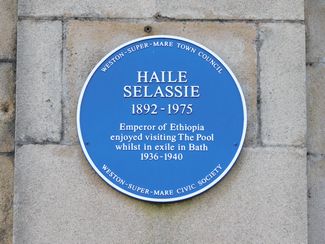 WESTON-SUPER-MARE TOWN COUNCIL
HAILE
SELASSIE
1892 - 1975
Emperor of Ethiopia
enjoyed visiting The Pool
whilst in exile in Bath
1936-1940
WESTON-SUPER-MARE CIVIC SOCIETY